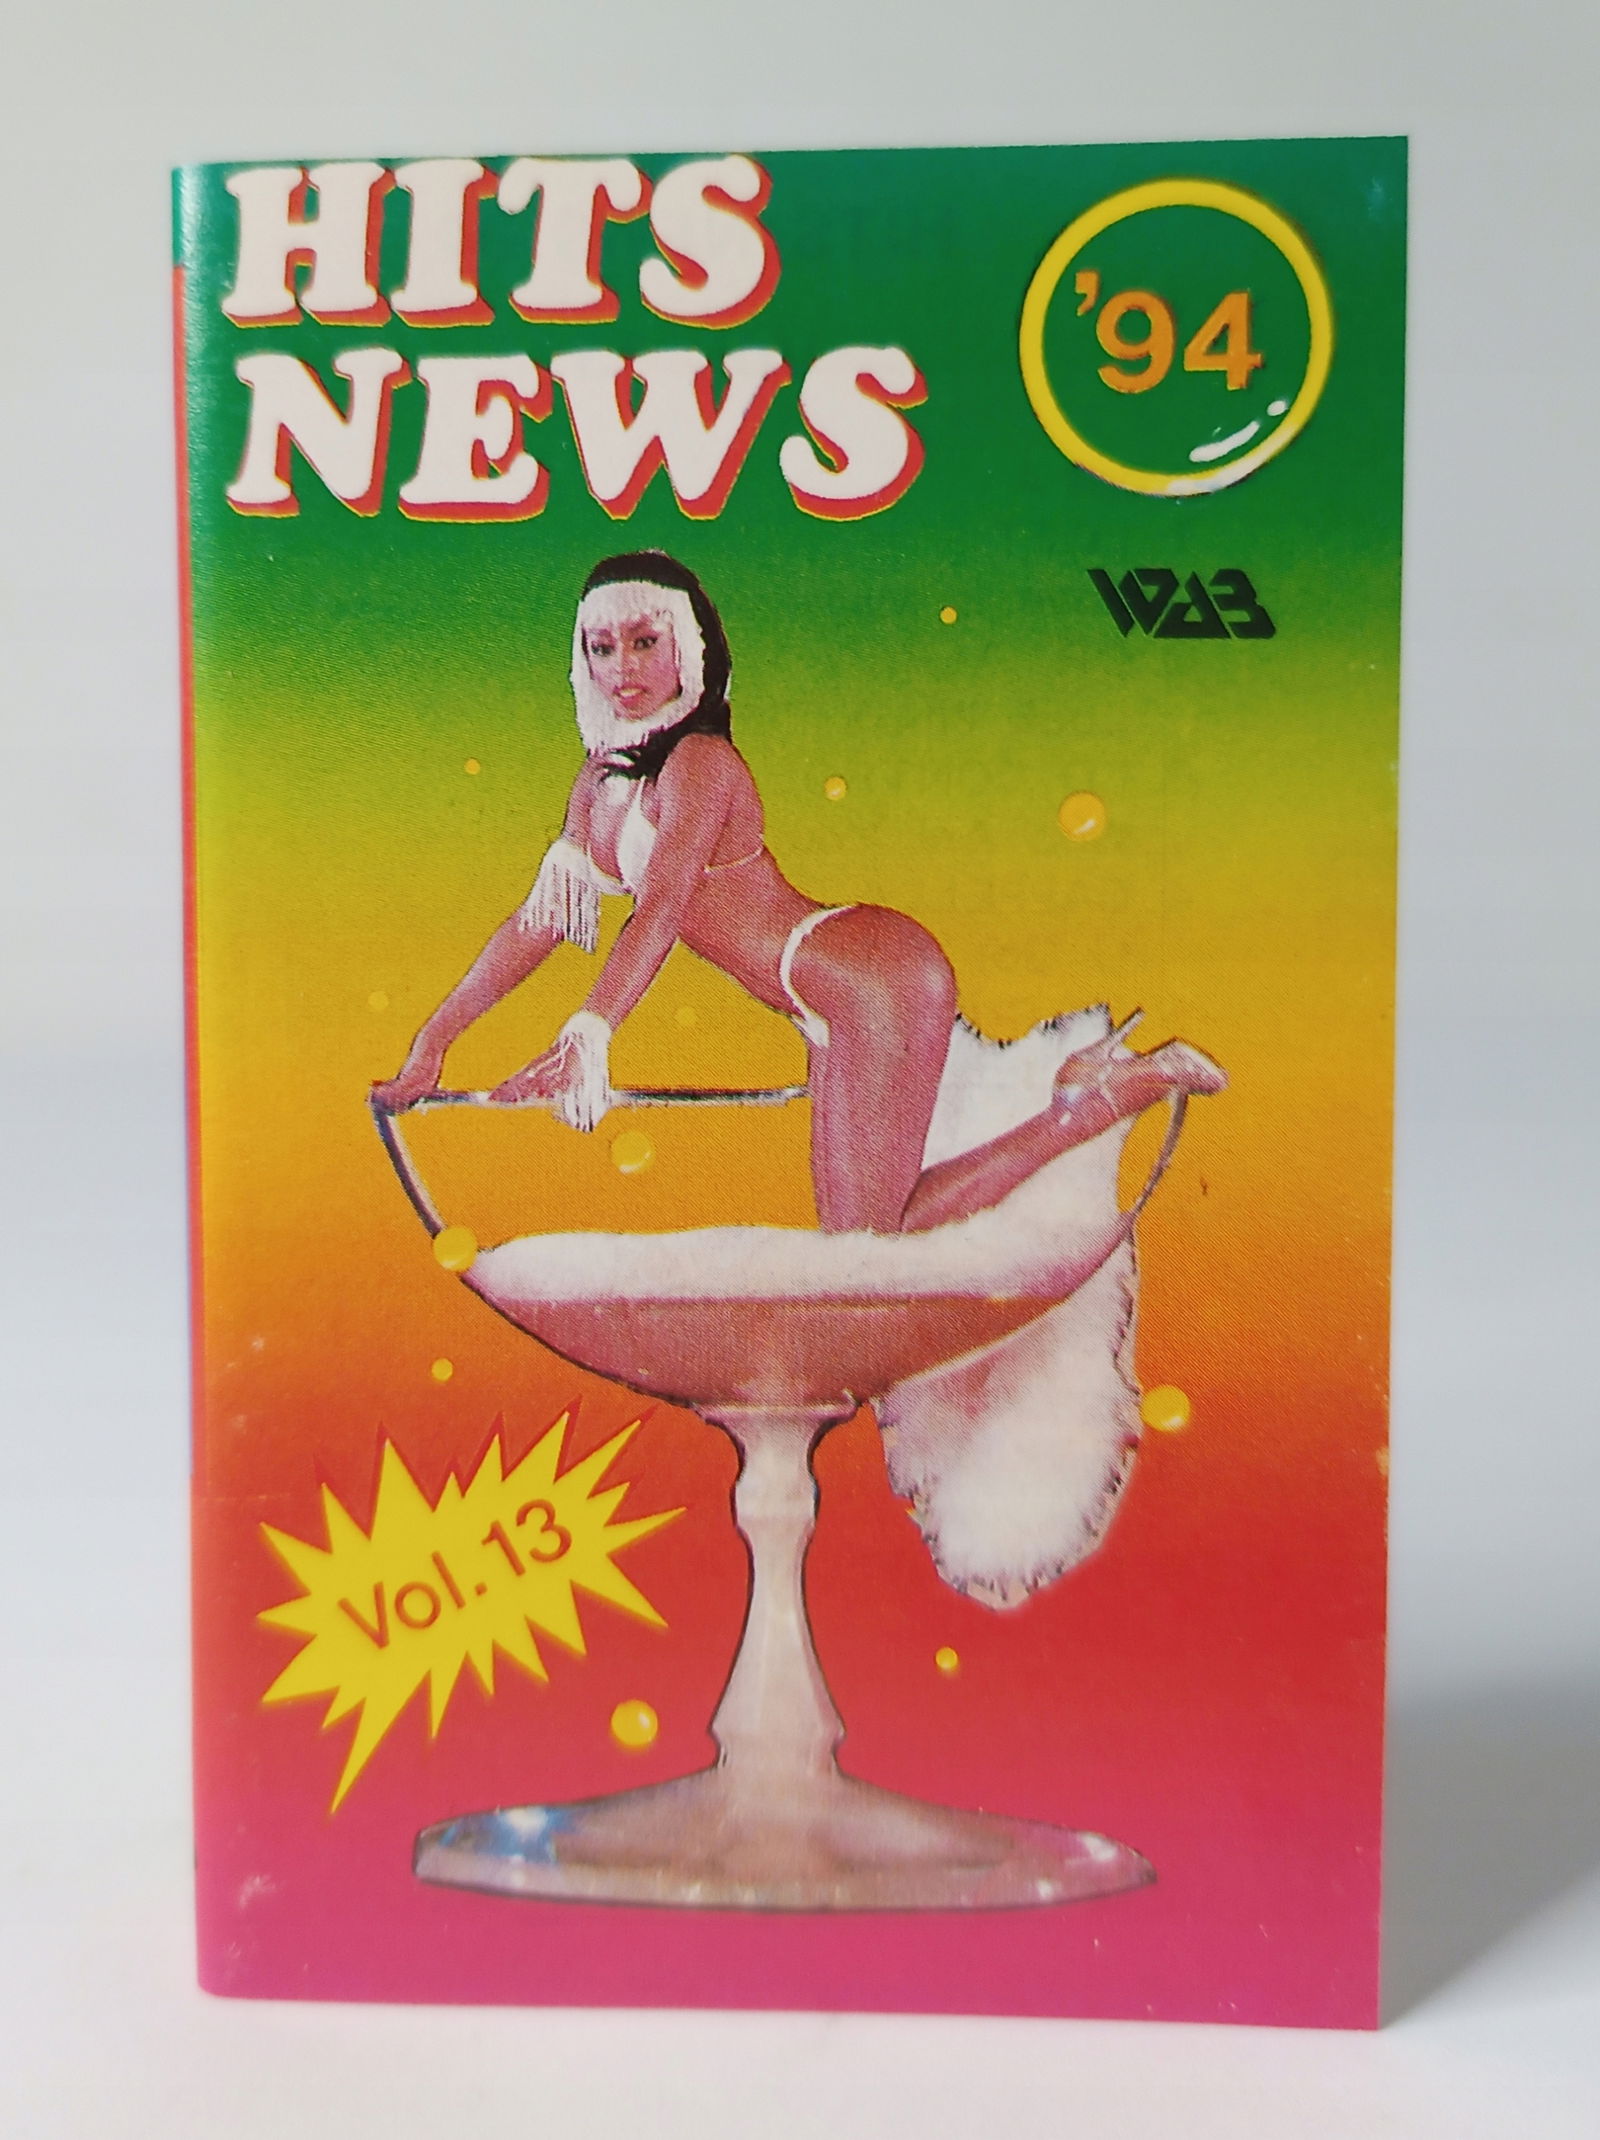 HITS
NEWS
'94
WAB
Vol. 13